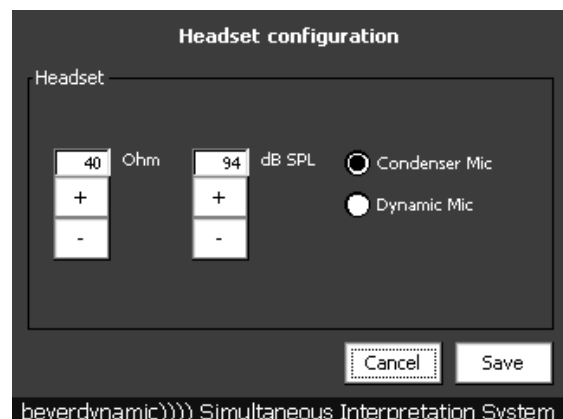 Headset configuration
Headset
40 Ohm 94 dB SPL Condenser Mic
+ + Dynamic Mic
- -
Cancel Save
beyerdynamic)))) Simultaneous Interpretation System